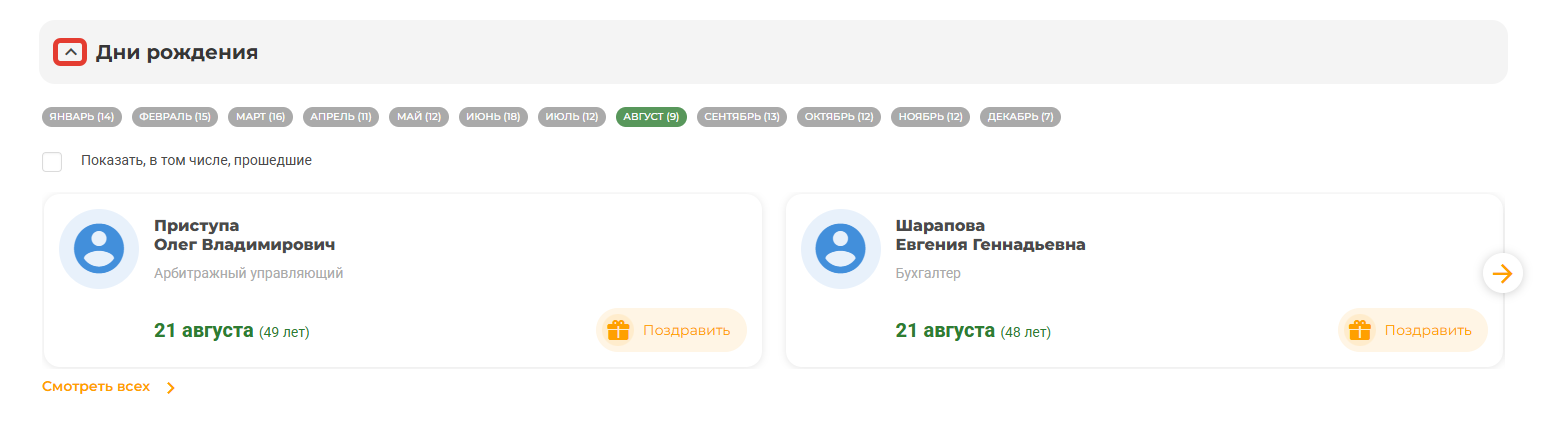 Дни рождения
ЯНВАРЬ (14) ФЕВРАЛЬ (15) МАРТ (16) АПРЕЛЬ (11) МАЙ (12) ИЮНЬ (18) ИЮЛЬ (12) АВГУСТ (9) СЕНТЯБРЬ (13) ОКТЯБРЬ (12) НОЯБРЬ (12) ДЕКАБРЬ (7)
Показать, в том числе, прошедшие
Приступа
Олег Владимирович
Арбитражный управляющий
21 августа (49 лет) Поздравить
Шарапова
Евгения Геннадьевна
Бухгалтер
21 августа (48 лет) Поздравить
Смотреть всех